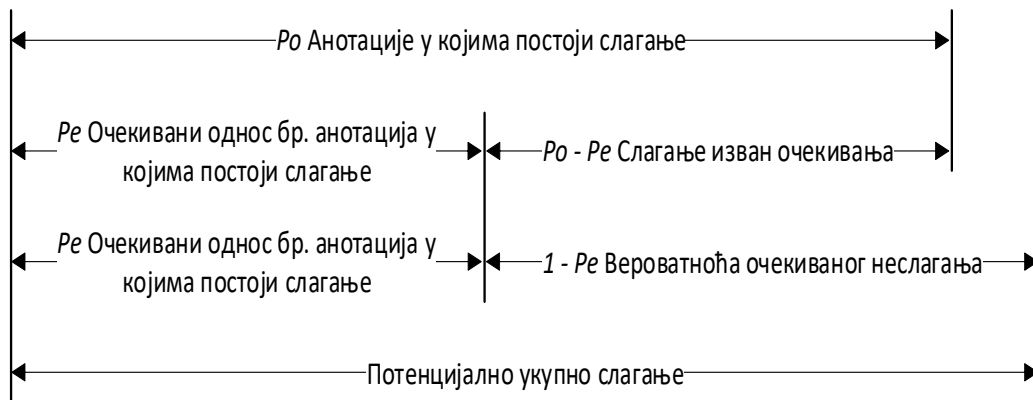 Po Анотације у којима постоји слагање
Pe Очекивани однос бр. анотација у
којима постоји слагање
Po - Pe Слагање изван очекивања
Pe Очекивани однос бр. анотација у
којима постоји слагање
1 - Pe Вероватноћа очекиваног неслагања
Потенцијално укупно слагање